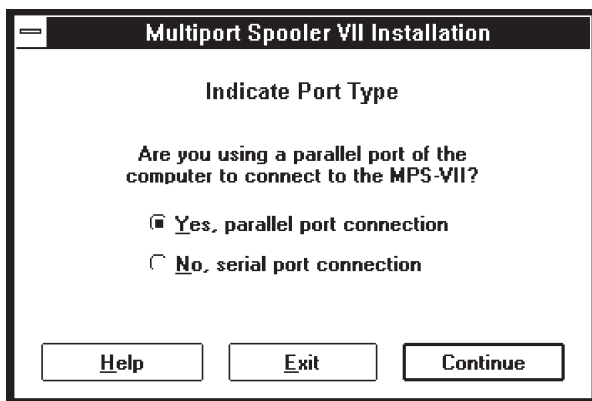 Multiport Spooler VII Installation
Indicate Port Type
Are you using a parallel port of the
computer to connect to the MPS-VII?
Yes, parallel port connection
No, serial port connection
Help Exit Continue